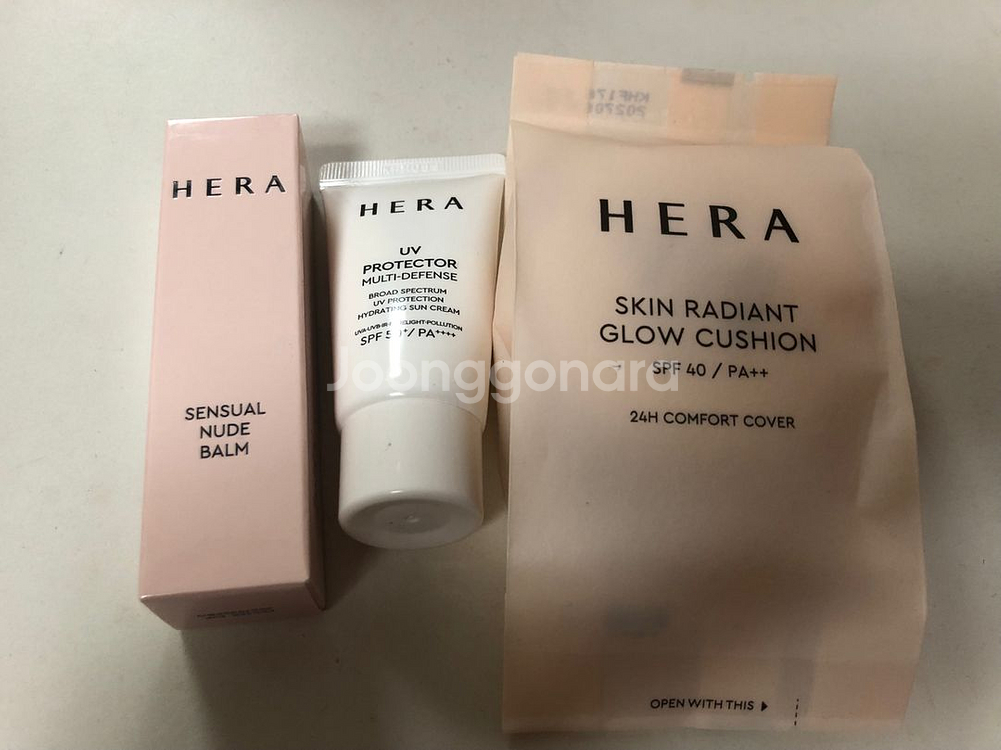 HERA
SENSUAL
NUDE
BALM
HERA
UV
PROTECTOR
MULTI-DEFENSE
BROAD SPECTRUM
UV PROTECTION
HYDRATING SUN CREAM
SPF 50+/ PA++++
HERA
SKIN RADIANT
GLOW CUSHION
SPF 40 / PA++
24H COMFORT COVER
OPEN WITH THIS
Joonggonara